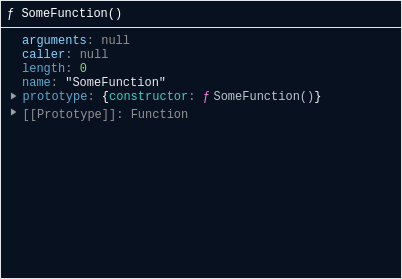 ƒ SomeFunction()
arguments: null
caller: null
length: 0
name: "SomeFunction"
prototype: {constructor: ƒ SomeFunction()}
[[Prototype]]: Function